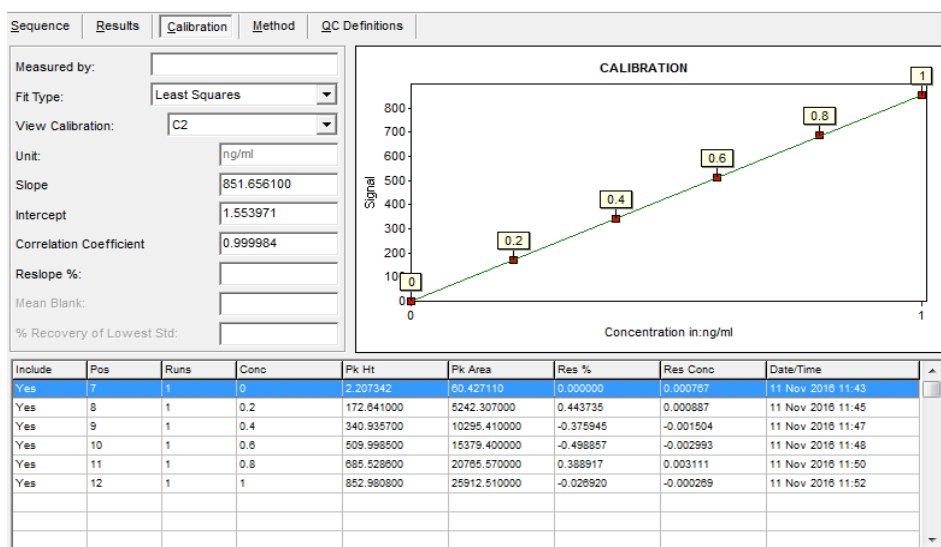 Sequence Results Calibration Method QC Definitions
Measured by:
Fit Type: Least Squares
View Calibration: C2
Unit: ng/ml
Slope 851.656100
Intercept 1.553971
Correlation Coefficient 0.999984
Reslope %:
Mean Blank:
% Recovery of Lowest Std:
CALIBRATION
Signal
800
700
600
500
400
300
200
100
0
0 0.2 0.4 0.6 0.8 1
0 1
Concentration in:ng/ml
Include Pos Runs Conc Pk Ht Pk Area Res % Res Conc Date/Time
Yes 7 1 0 2.207342 60.427110 0.000000 0.000767 11 Nov 2016 11:43
Yes 8 1 0.2 172.641000 5242.307000 0.443735 0.000887 11 Nov 2016 11:45
Yes 9 1 0.4 340.935700 10295.410000 -0.375945 -0.001504 11 Nov 2016 11:47
Yes 10 1 0.6 509.998500 15379.400000 -0.498857 -0.002993 11 Nov 2016 11:48
Yes 11 1 0.8 685.528600 20765.570000 0.388917 0.003111 11 Nov 2016 11:50
Yes 12 1 1 852.980800 25912.510000 -0.026920 -0.000269 11 Nov 2016 11:52